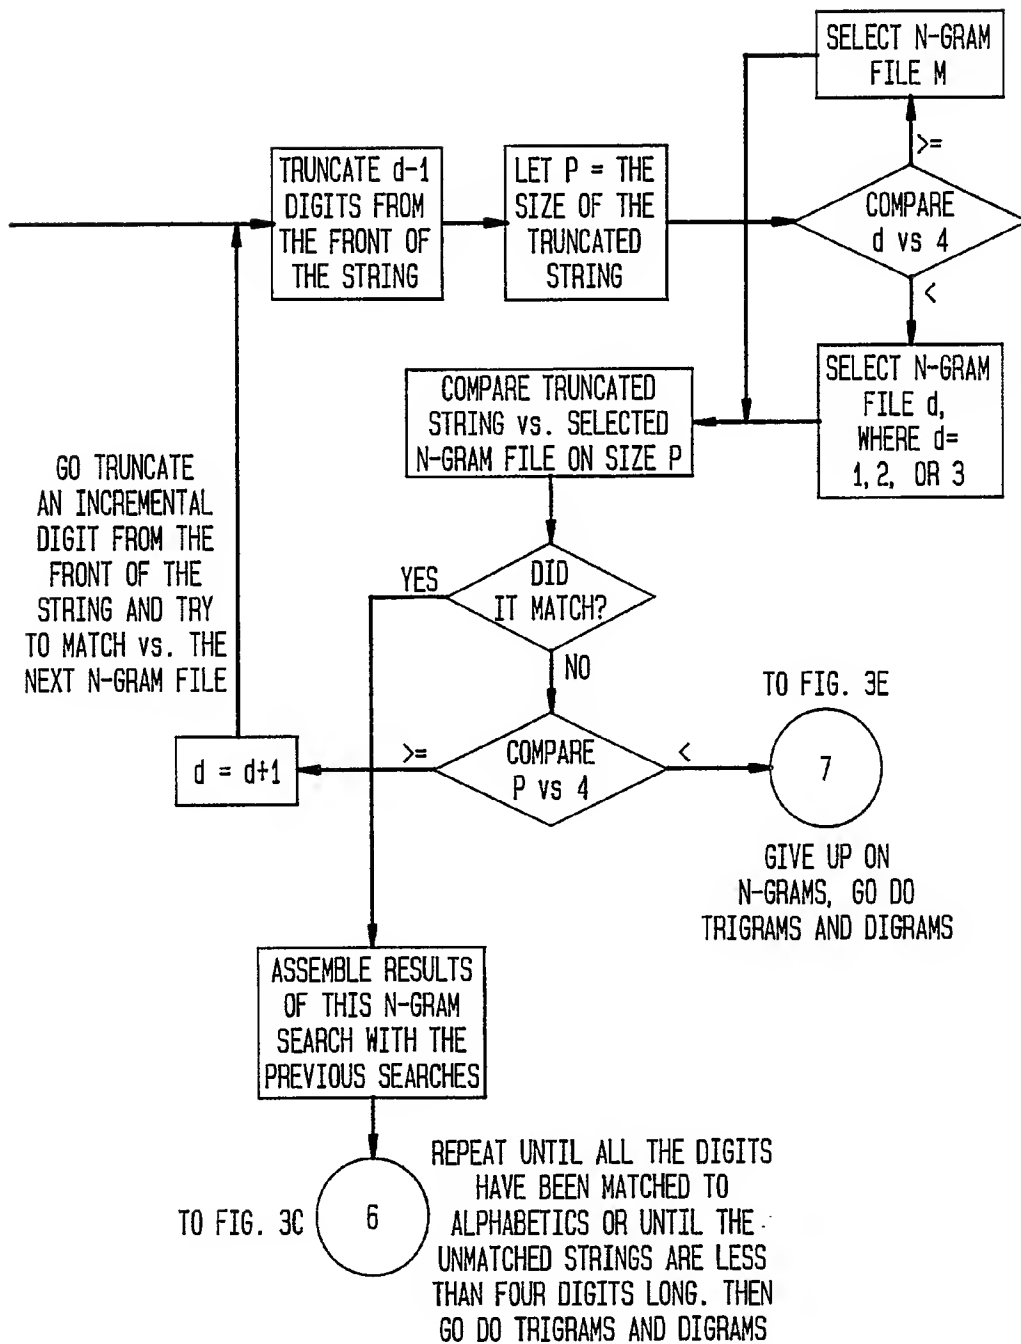 SELECT N-GRAM
FILE M
>=
TRUNCATE d-1
DIGITS FROM
THE FRONT OF
THE STRING
LET P = THE
SIZE OF THE
TRUNCATED
STRING
COMPARE
d vs 4
<
SELECT N-GRAM
FILE d,
WHERE d=
1,2, OR 3
COMPARE TRUNCATED
STRING vs. SELECTED
N-GRAM FILE ON SIZE P
GO TRUNCATE
AN INCREMENTAL
DIGIT FROM THE
FRONT OF THE
STRING AND TRY
TO MATCH vs. THE
NEXT N-GRAM FILE
YES
DID
IT MATCH?
NO
TO FIG. 3E
d = d+1
>=
COMPARE
P vs 4
<
7
GIVE UP ON
N-GRAMS, GO DO
TRIGRAMS AND DIGRAMS
ASSEMBLE RESULTS
OF THIS N-GRAM
SEARCH WITH THE
PREVIOUS SEARCHES
TO FIG. 3C
6
REPEAT UNTIL ALL THE DIGITS
HAVE BEEN MATCHED TO
ALPHABETICS OR UNTIL THE
UNMATCHED STRINGS ARE LESS
THAN FOUR DIGITS LONG. THEN
GO DO TRIGRAMS AND DIGRAMS